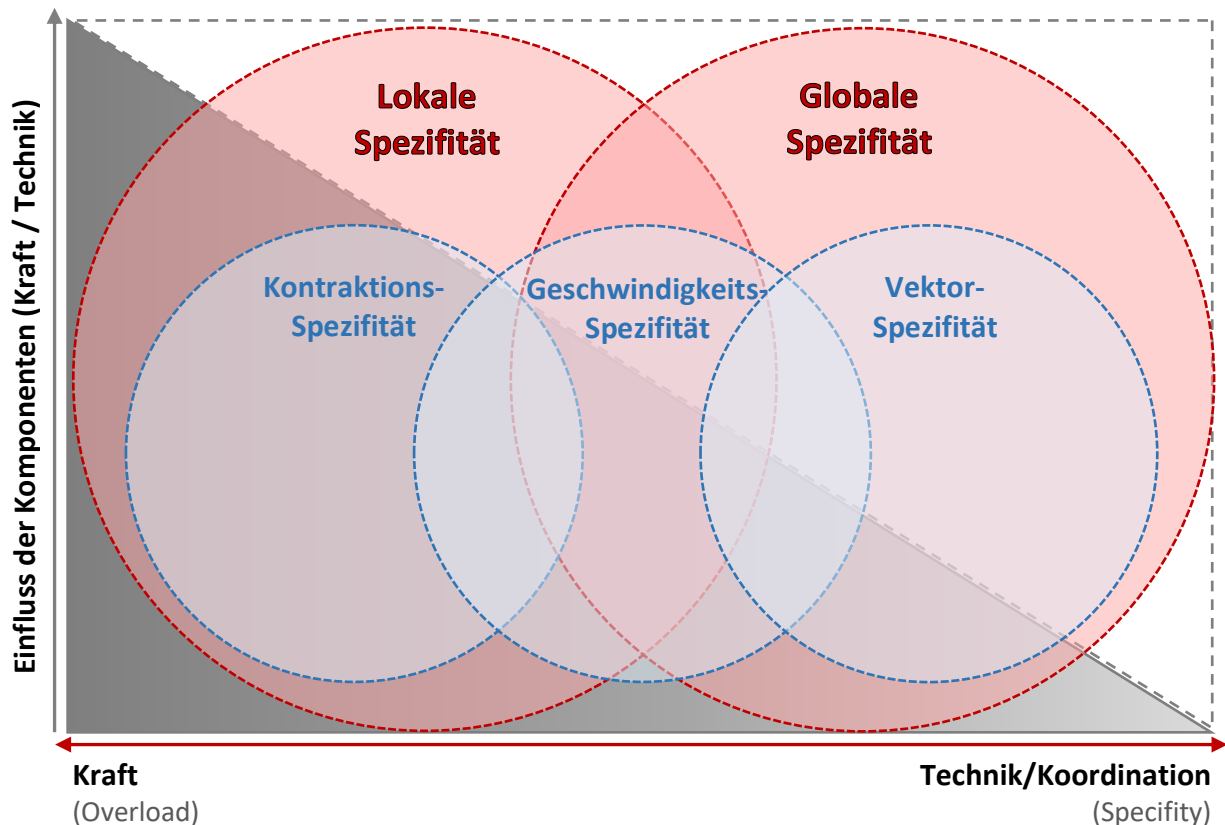 Einfluss der Komponenten (Kraft / Technik)
Lokale
Spezifität
Globale
Spezifität
Kontraktions-
Spezifität
Geschwindigkeits-
Spezifität
Vektor-
Spezifität
Kraft
(Overload)
Technik/Koordination
(Specifity)